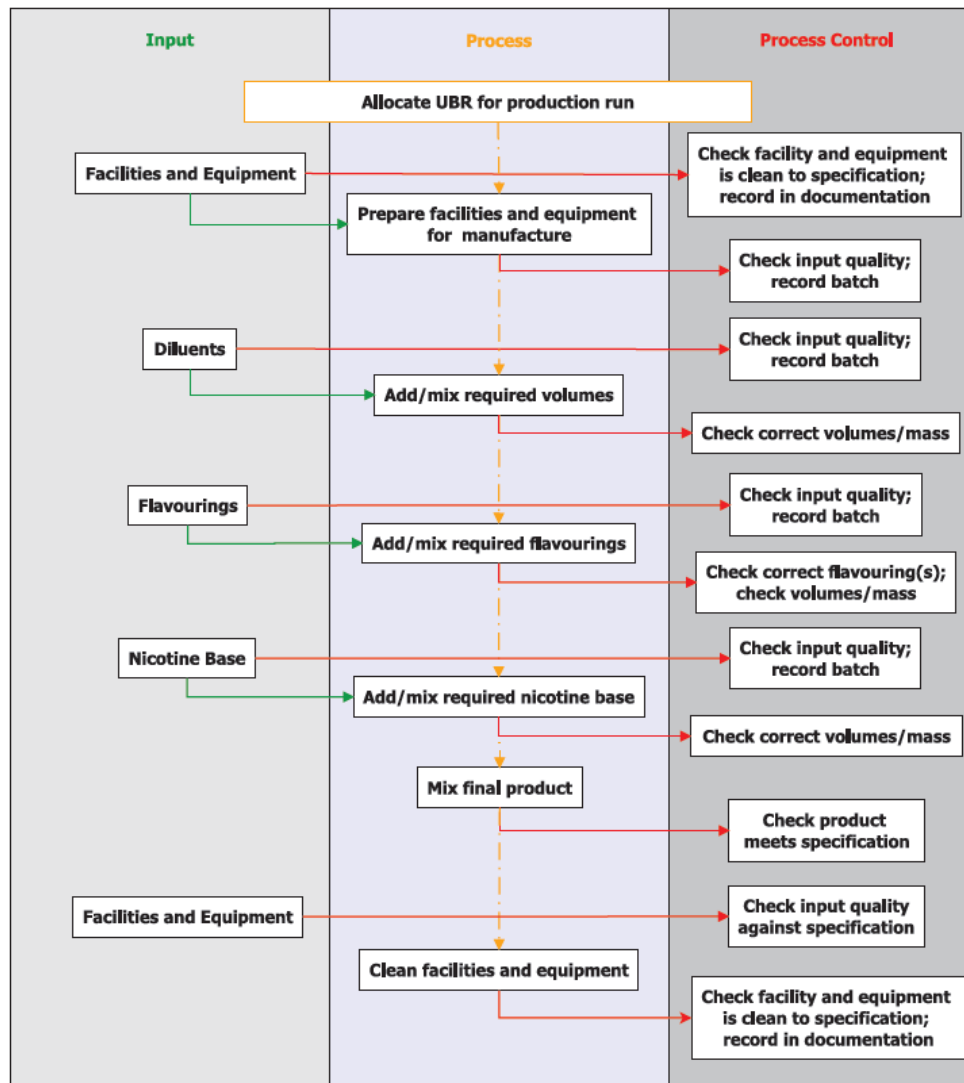 Input
Process
Process Control
Allocate UBR for production run
Facilities and Equipment
Check facility and equipment
is clean to specification;
record in documentation
Prepare facilities and equipment
for manufacture
Check input quality;
record batch
Diluents
Check input quality;
record batch
Add/mix required volumes
Check correct volumes/mass
Flavourings
Check input quality;
record batch
Add/mix required flavourings
Check correct flavouring(s);
check volumes/mass
Nicotine Base
Check input quality;
record batch
Add/mix required nicotine base
Check correct volumes/mass
Mix final product
Check product
meets specification
Facilities and Equipment
Check input quality
against specification
Clean facilities and equipment
Check facility and equipment
is clean to specification;
record in documentation